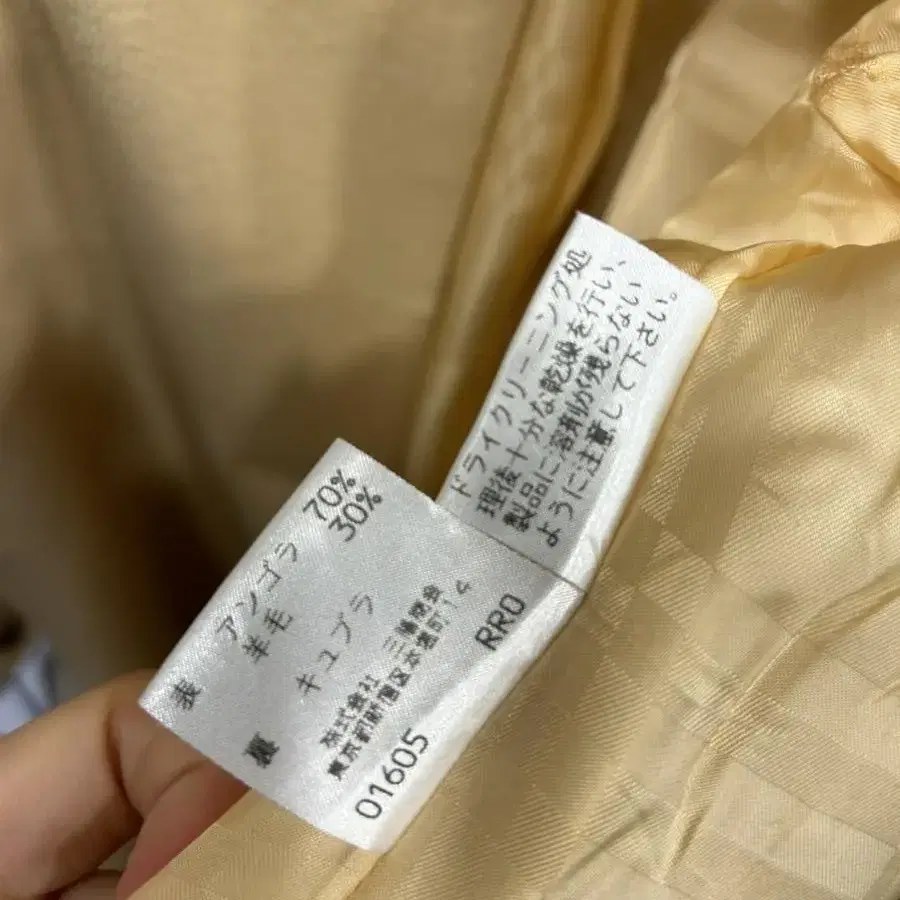 ドライクリーニング処
理後十分な乾燥を行い、
製品に溶剤が残らない
ように注意して下さい。
表 アンゴラ 70%
羊毛 30%
裏 キュプラ
株式会社 三陽商会
東京都新宿区本塩町14
01605 RRO